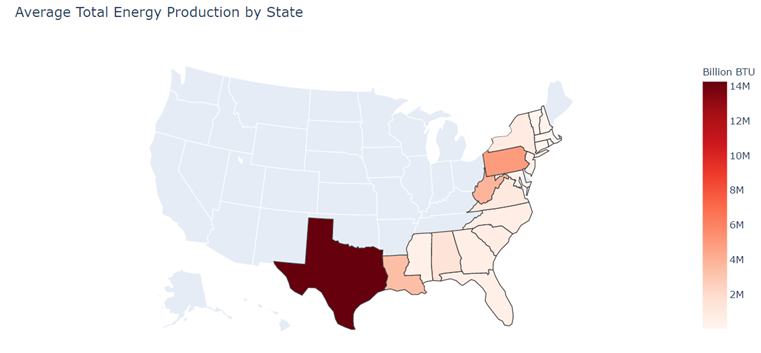 Average Total Energy Production by State
Billion BTU
14M
12M
10M
8M
6M
4M
2M